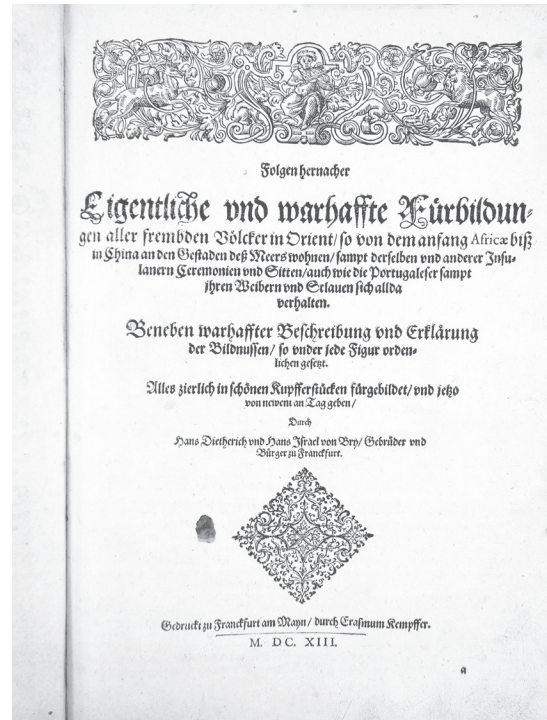 Folgen hernacher
Eigentliche vnd warhaffte Fürbildun-
gen aller frembden Völcker in Orient/ so von dem anfang Africæ biß
in China an den Gestaden deß Meers wohnen/ sampt derselben vnd anderer Insu-
lanern Ceremonien vnd Sitten/ auch wie die Portugaleser sampt
ihren Weibern vnd Sclauen sich allda
verhalten.
Beneben warhaffter Beschreibung vnd Erklärung
der Bildnussen/ so vnder jede Figur orden-
lichen gesetzt.
Alles zierlich in schönen Kupfferstücken fürgebildet/ vnd jetzo
von newem an Tag geben/
Durch
Hans Dietherich vnd Hans Israel von Bry/ Gebrüder vnd
Bürger zu Franckfurt.
Gedruckt zu Franckfurt am Mayn/ durch Erasmum Kempffer.
M. DC. XIII.
a